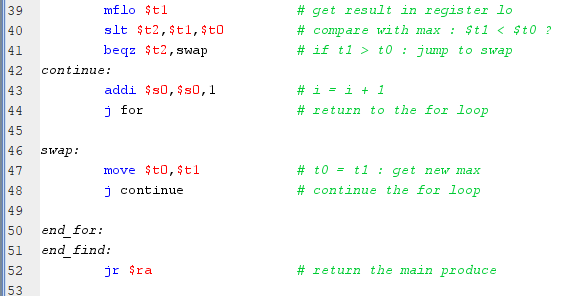 39 mflo $t1 # get result in register lo
40 slt $t2,$t1,$t0 # compare with max : $t1 < $t0 ?
41 beqz $t2,swap # if t1 > t0 : jump to swap
42 continue:
43 addi $s0,$s0,1 # i = i + 1
44 j for # return to the for loop
45
46 swap:
47 move $t0,$t1 # t0 = t1 : get new max
48 j continue # continue the for loop
49
50 end_for:
51 end_find:
52 jr $ra # return the main produce
53